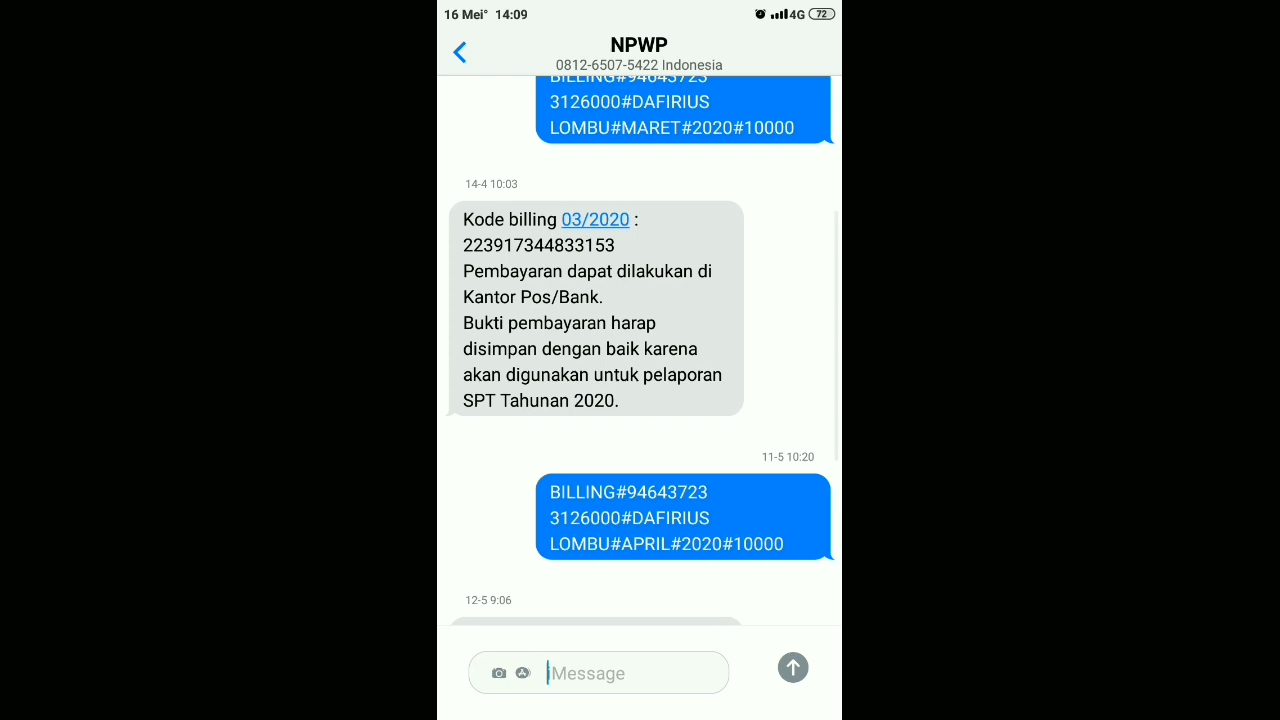 16 Mei° 14:09
4G 72
NPWP
0812-6507-5422 Indonesia
BILLING#94643723
3126000#DAFIRIUS
LOMBU#MARET#2020#10000
14-4 10:03
Kode billing 03/2020 :
223917344833153
Pembayaran dapat dilakukan di
Kantor Pos/Bank.
Bukti pembayaran harap
disimpan dengan baik karena
akan digunakan untuk pelaporan
SPT Tahunan 2020.
11-5 10:20
BILLING#94643723
3126000#DAFIRIUS
LOMBU#APRIL#2020#10000
12-5 9:06
iMessage